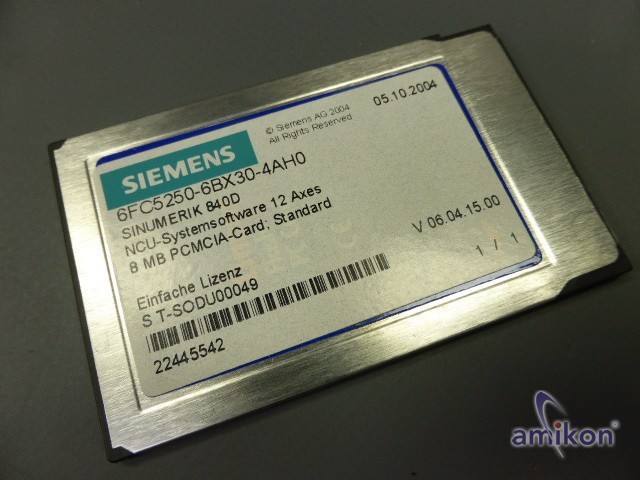 © Siemens AG 2004
All Rights Reserved
05.10.2004
SIEMENS
6FC5250-6BX30-4AH0
SINUMERIK 840D
NCU-Systemsoftware 12 Axes
8 MB PCMCIA-Card; Standard
V 06.04.15.00
Einfache Lizenz
1 / 1
S T-SODU00049
22445542
amikon